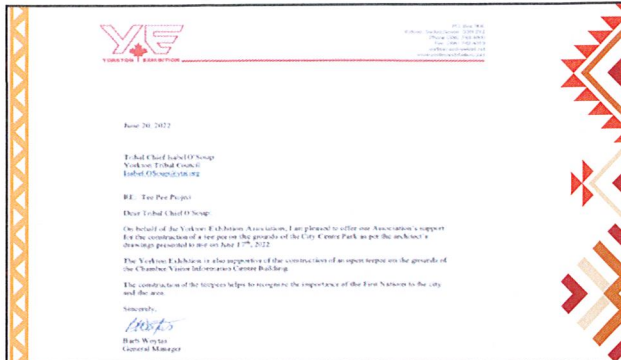 YE
YORKTON EXHIBITION
June 20, 2022
Tribal Chief Isabel O'Soup
Yorkton Tribal Council
RE: Tee Pee Project
Dear Tribal Chief O'Soup
On behalf of the Yorkton Exhibition Association, I am pleased to offer our Association's support
for the construction of a tee pee on the grounds of the City Centre Park as per the architect's
drawings presented to me on June 17th, 2022.
The Yorkton Exhibition is also supportive of the construction of an open teepee on the grounds of
the Chamber Visitor Information Centre Building.
The construction of the teepees helps to recognize the importance of the First Nations to the city
and the area.
Sincerely,
Barb Woytas
General Manager